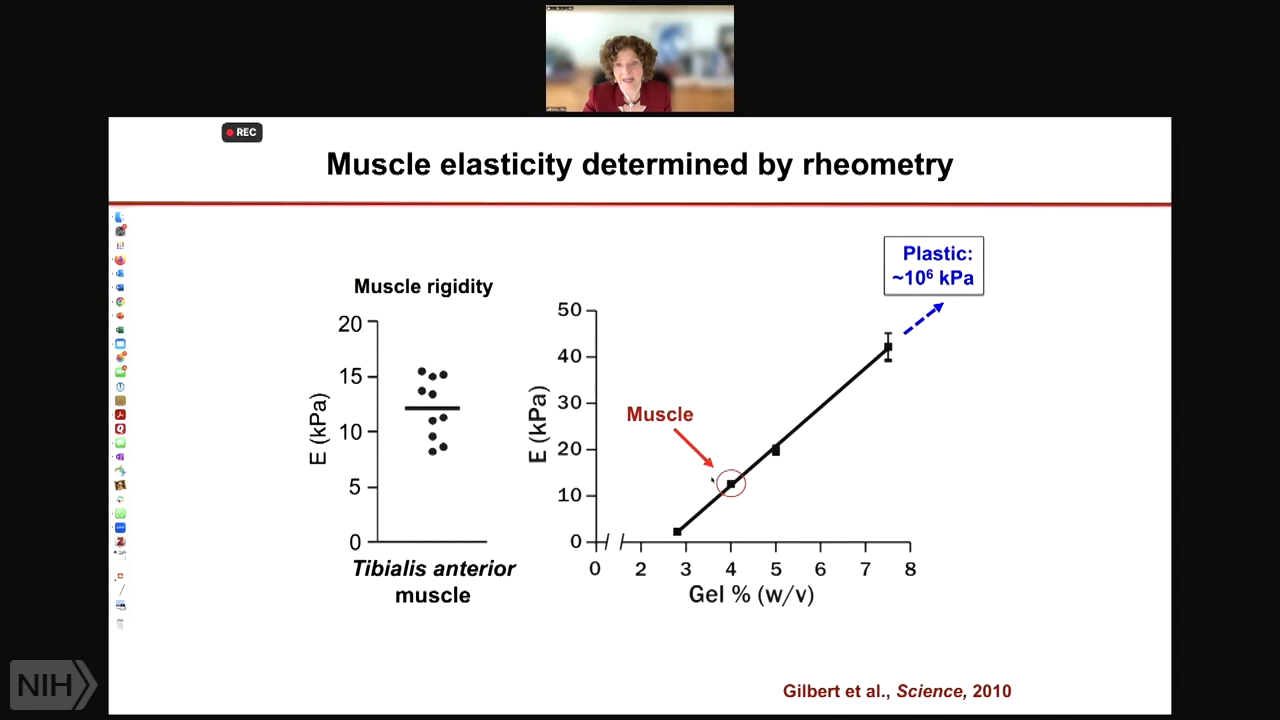 REC
Muscle elasticity determined by rheometry
Plastic:
~10⁶ kPa
Muscle rigidity
20
15
10
5
0
E (kPa)
Tibialis anterior
muscle
50
40
30
20
10
0
E (kPa)
Muscle
0 2 3 4 5 6 7 8
Gel % (w/v)
Gilbert et al., Science, 2010
NIH